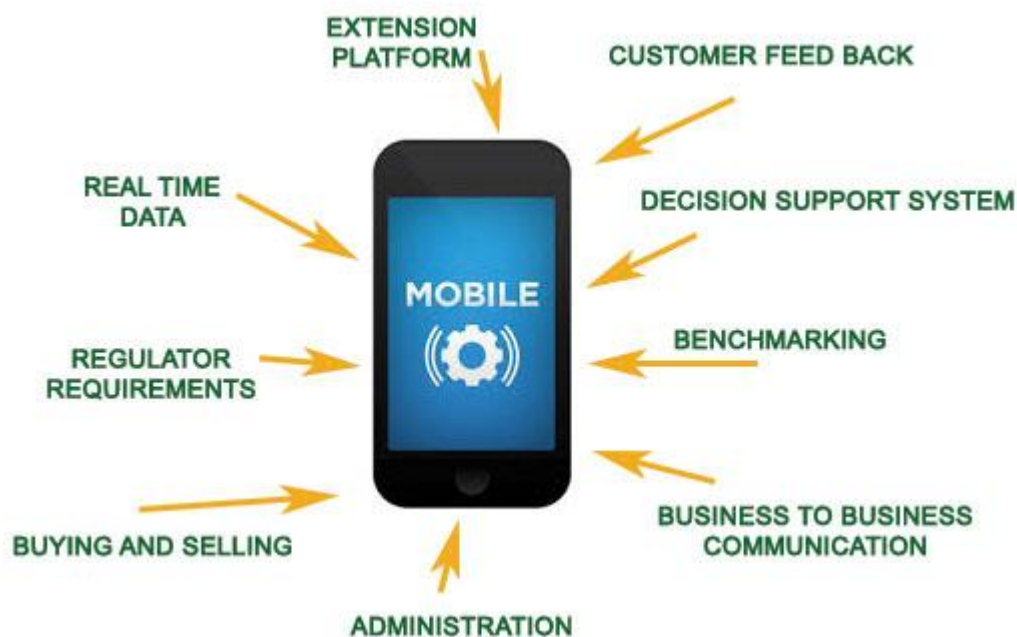 EXTENSION
PLATFORM
CUSTOMER FEED BACK
REAL TIME
DATA
DECISION SUPPORT SYSTEM
MOBILE
REGULATOR
REQUIREMENTS
BENCHMARKING
BUYING AND SELLING
BUSINESS TO BUSINESS
COMMUNICATION
ADMINISTRATION